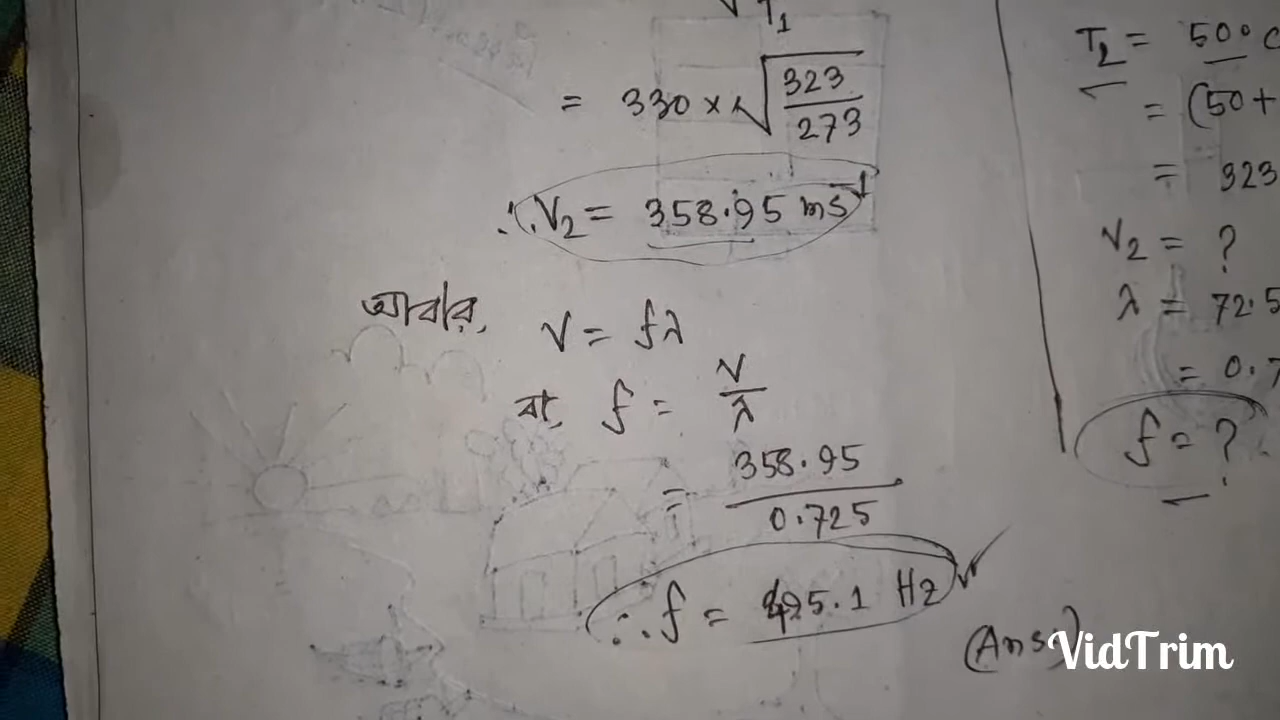 √T₁
= 330 × √323/273
∴ V₂ = 358.95 ms⁻¹
আবার, V = fλ
বা, f = V/λ
= 358.95/0.725
∴ f = 495.1 Hz
(Ans)
T₂ = 50° C
= (50+
= 323
V₂ = ?
λ = 72.5
= 0.7
f = ?
VidTrim